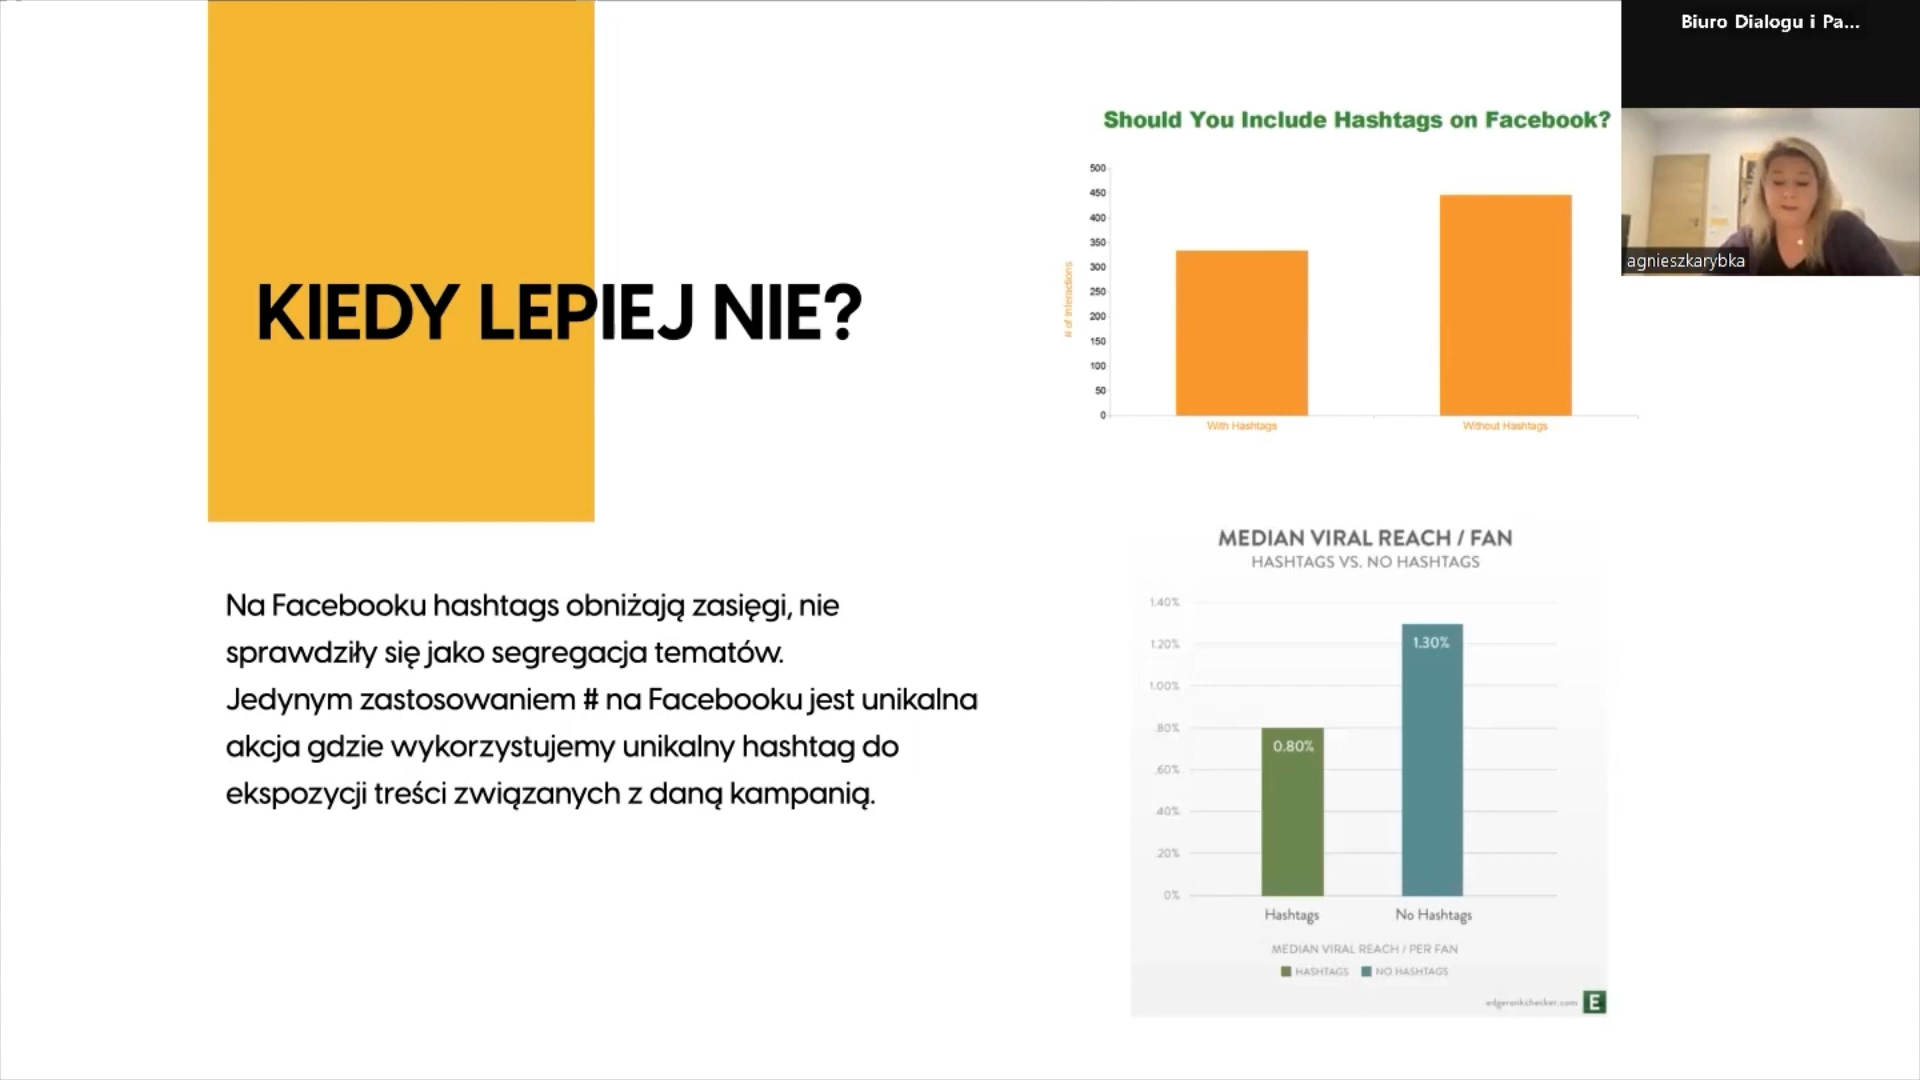 Biuro Dialogu i Pa...
agnieszkarybka
KIEDY LEPIEJ NIE?
Na Facebooku hashtags obniżają zasięgi, nie
sprawdziły się jako segregacja tematów.
Jedynym zastosowaniem # na Facebooku jest unikalna
akcja gdzie wykorzystujemy unikalny hashtag do
ekspozycji treści związanych z daną kampanią.
Should You Include Hashtags on Facebook?
# of Interactions
500
450
400
350
300
250
200
150
100
50
0
With Hashtags
Without Hashtags
MEDIAN VIRAL REACH / FAN
HASHTAGS VS. NO HASHTAGS
1.40%
1.20%
1.00%
.80%
.60%
.40%
.20%
0%
0.80%
1.30%
Hashtags
No Hashtags
MEDIAN VIRAL REACH / PER FAN
HASHTAGS
NO HASHTAGS
edgerankchecker.com
E